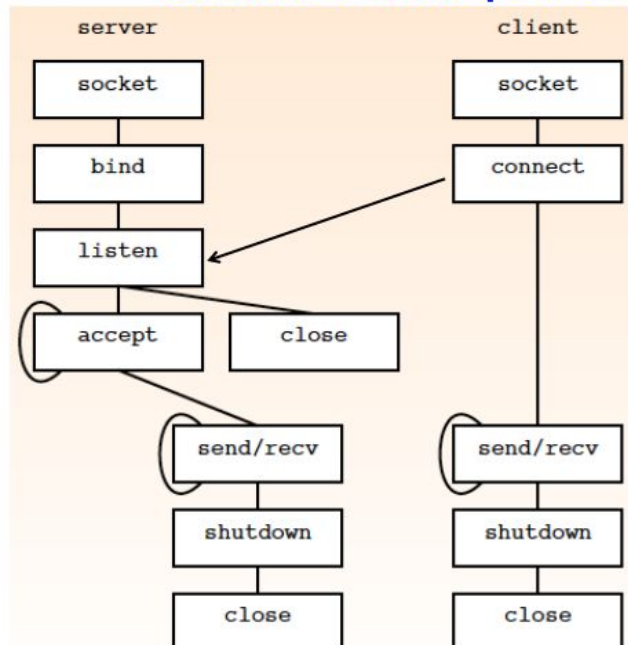 server client
socket socket
bind connect
listen
accept close
send/recv send/recv
shutdown shutdown
close close